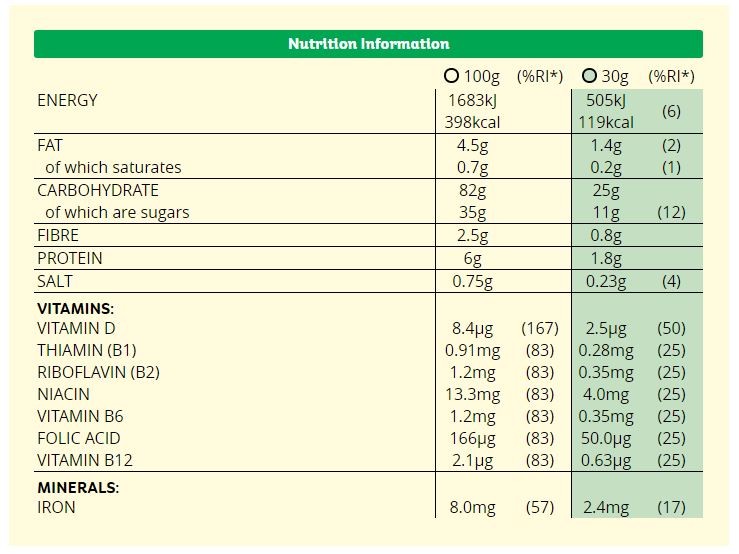 Nutrition Information
100g (%RI*) 30g (%RI*)
ENERGY 1683kJ 505kJ
398kcal 119kcal (6)
FAT 4.5g 1.4g (2)
of which saturates 0.7g 0.2g (1)
CARBOHYDRATE 82g 25g
of which are sugars 35g 11g (12)
FIBRE 2.5g 0.8g
PROTEIN 6g 1.8g
SALT 0.75g 0.23g (4)
VITAMINS:
VITAMIN D 8.4µg (167) 2.5µg (50)
THIAMIN (B1) 0.91mg (83) 0.28mg (25)
RIBOFLAVIN (B2) 1.2mg (83) 0.35mg (25)
NIACIN 13.3mg (83) 4.0mg (25)
VITAMIN B6 1.2mg (83) 0.35mg (25)
FOLIC ACID 166µg (83) 50.0µg (25)
VITAMIN B12 2.1µg (83) 0.63µg (25)
MINERALS:
IRON 8.0mg (57) 2.4mg (17)